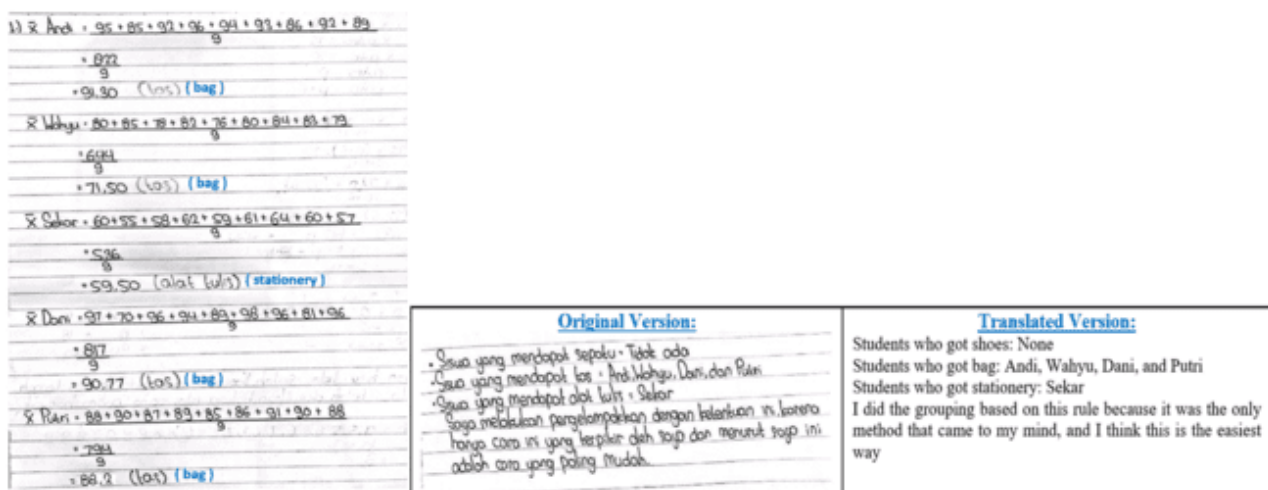 1) x̄ Andi = 95 + 85 + 92 + 96 + 94 + 93 + 86 + 92 + 89
9
= 822
9
= 91.30 (tas) (bag)
x̄ Wahyu = 80 + 85 + 78 + 82 + 76 + 80 + 84 + 83 + 79
9
= 644
9
= 71.50 (tas) (bag)
x̄ Sekar = 60 + 55 + 58 + 62 + 59 + 61 + 64 + 60 + 57
9
= 536
9
= 59.50 (alat tulis) (stationery)
x̄ Dani = 97 + 70 + 96 + 94 + 89 + 98 + 96 + 81 + 96
9
= 817
9
= 90.77 (tas) (bag)
x̄ Putri = 88 + 90 + 87 + 89 + 85 + 86 + 91 + 90 + 88
9
= 794
9
= 88.2 (tas) (bag)
Original Version:
- Siswa yang mendapat sepatu = Tidak ada
- Siswa yang mendapat tas = Andi, Wahyu, Dani, dan Putri
- Siswa yang mendapat alat tulis = Sekar
Saya melakukan pengelompokkan dengan ketentuan ini karena
hanya cara ini yang terpikir oleh saya dan menurut saya ini
adalah cara yang paling mudah.
Translated Version:
Students who got shoes: None
Students who got bag: Andi, Wahyu, Dani, and Putri
Students who got stationery: Sekar
I did the grouping based on this rule because it was the only
method that came to my mind, and I think this is the easiest
way